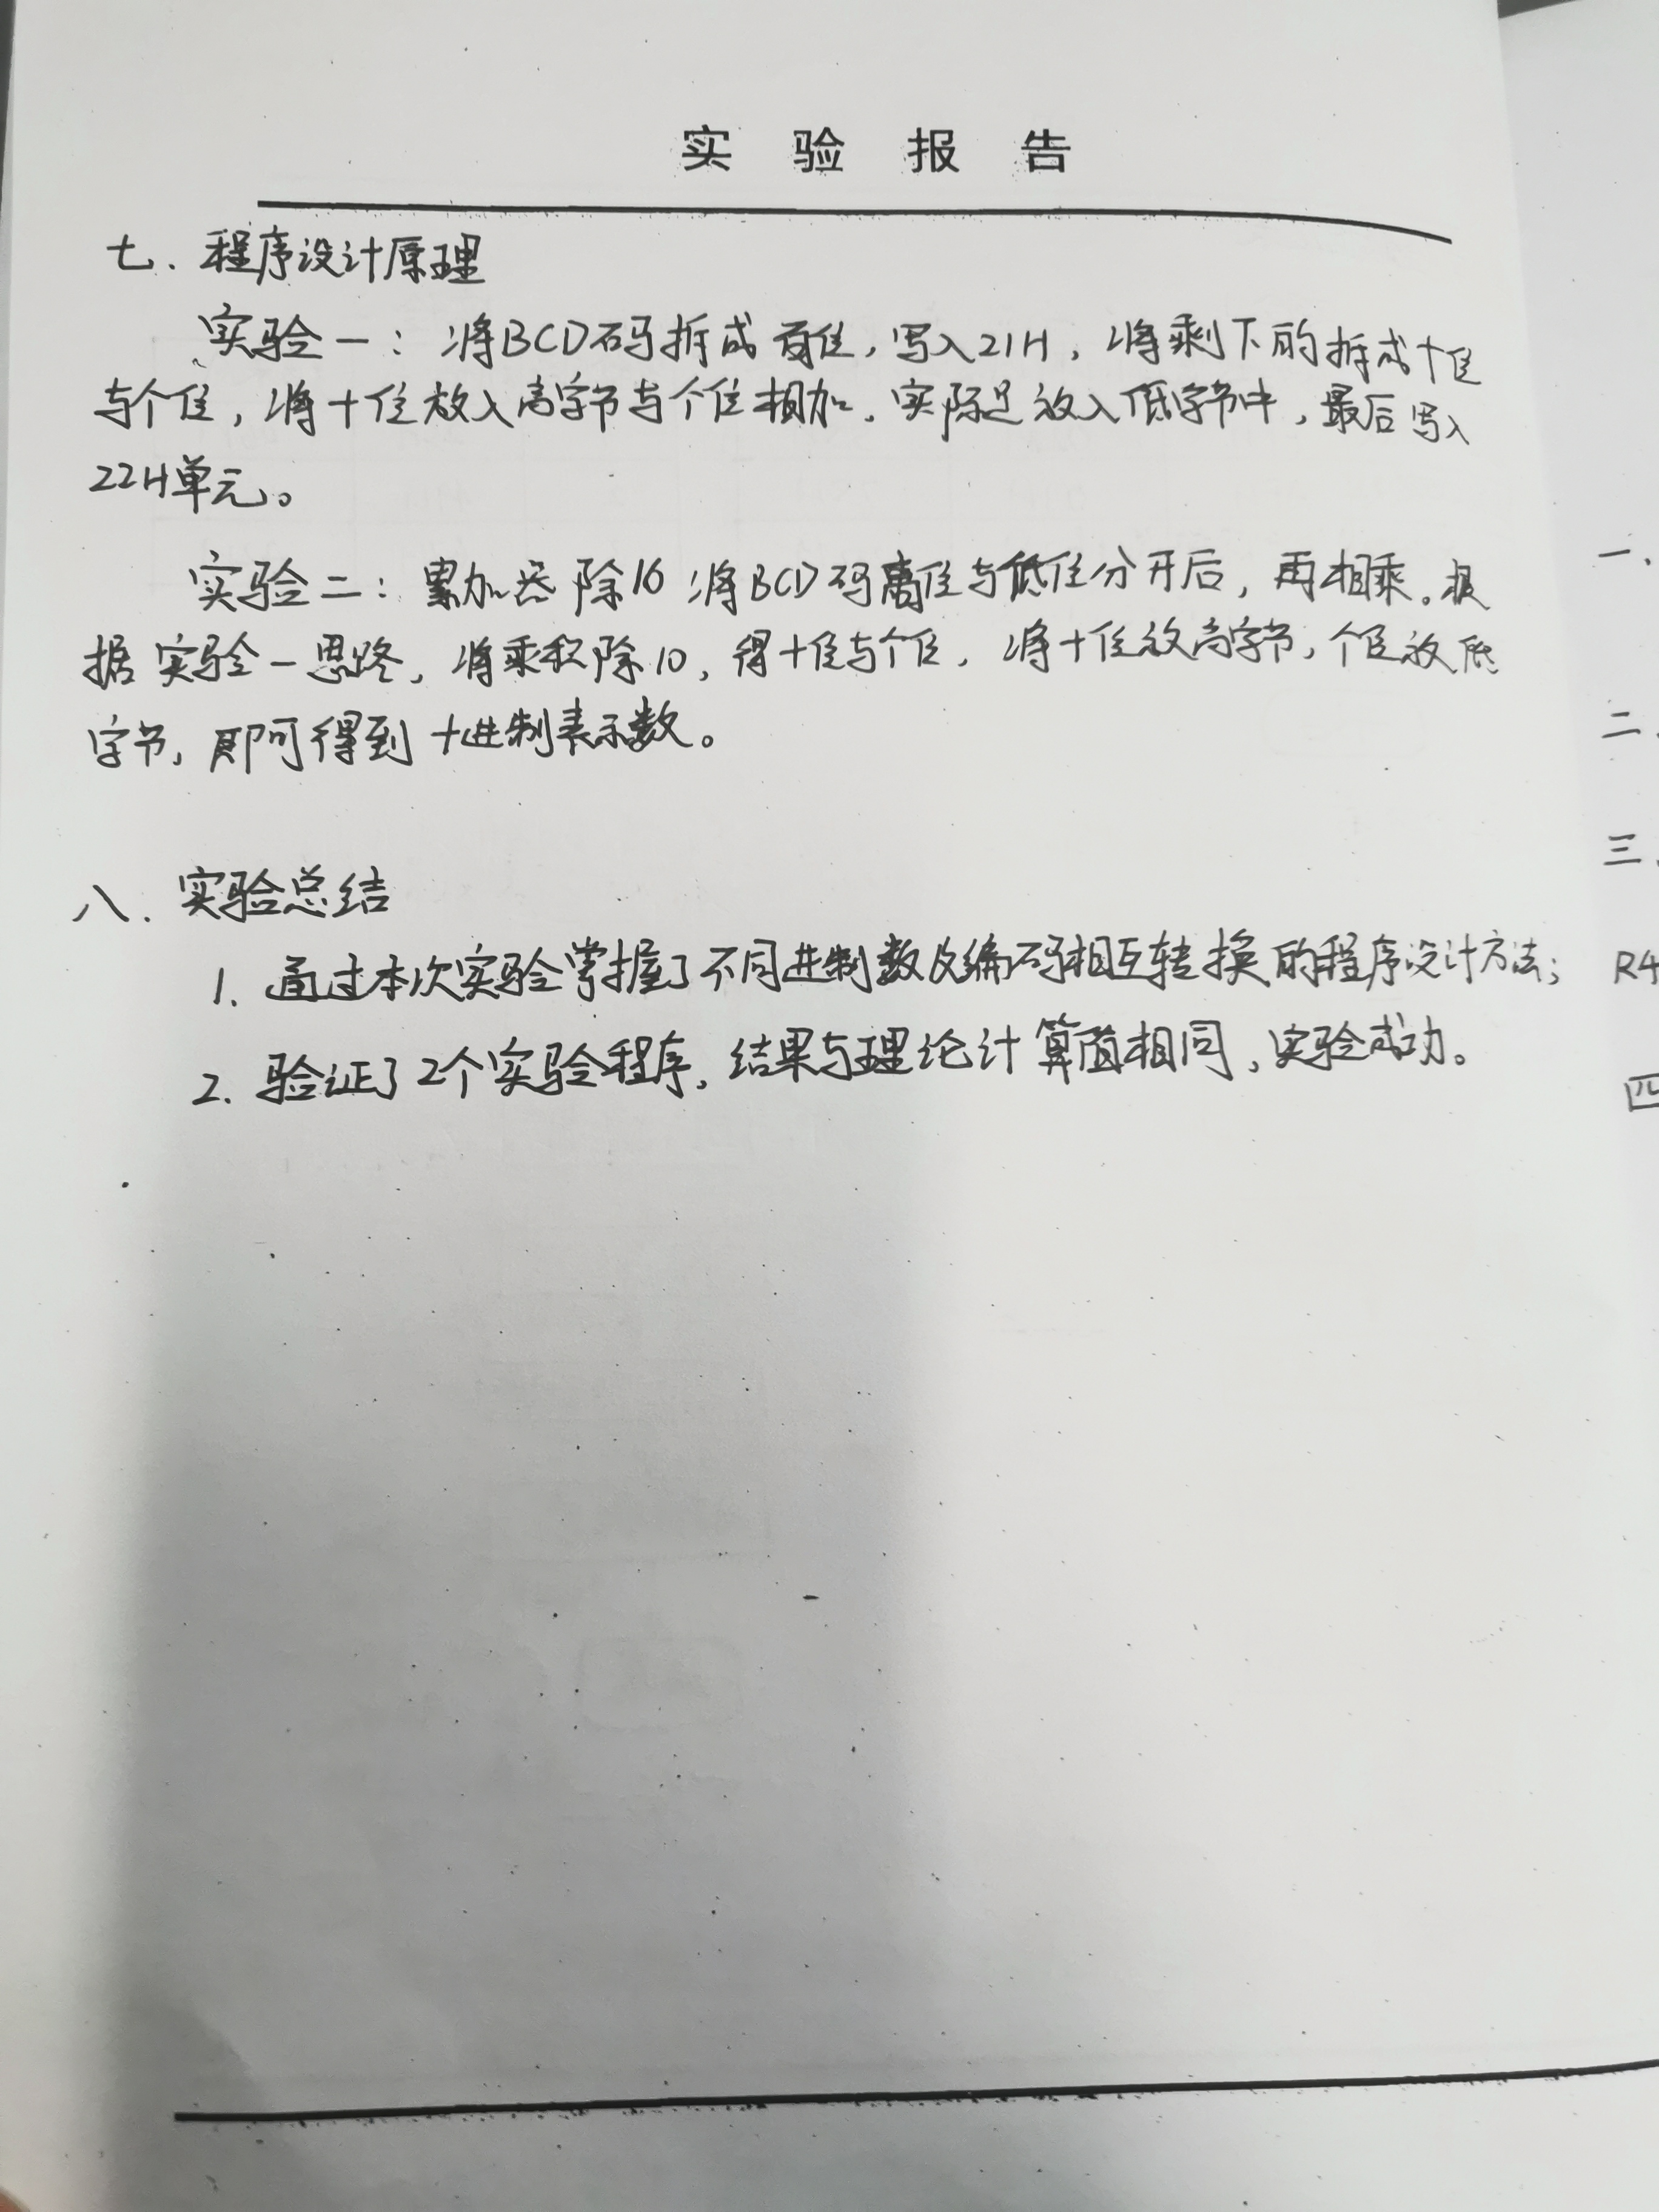 实验报告
七、程序设计原理
实验一：将BCD码拆成百位，写入21H，将剩下的拆成十位
与个位，将十位放入高字节与个位相加，实际是放入低字节中，最后写入
22H单元。
实验二：累加器除16将BCD码高位与低位分开后，再相乘。根
据实验一思路，将乘积除10，得十位与个位，将十位放高字节，个位放低
字节，即可得到十进制表示数。
八、实验总结
1. 通过本次实验掌握了不同进制数及编码相互转换的程序设计方法；
2. 验证了2个实验程序，结果与理论计算值相同，实验成功。
一、
二、
三、
R4
四